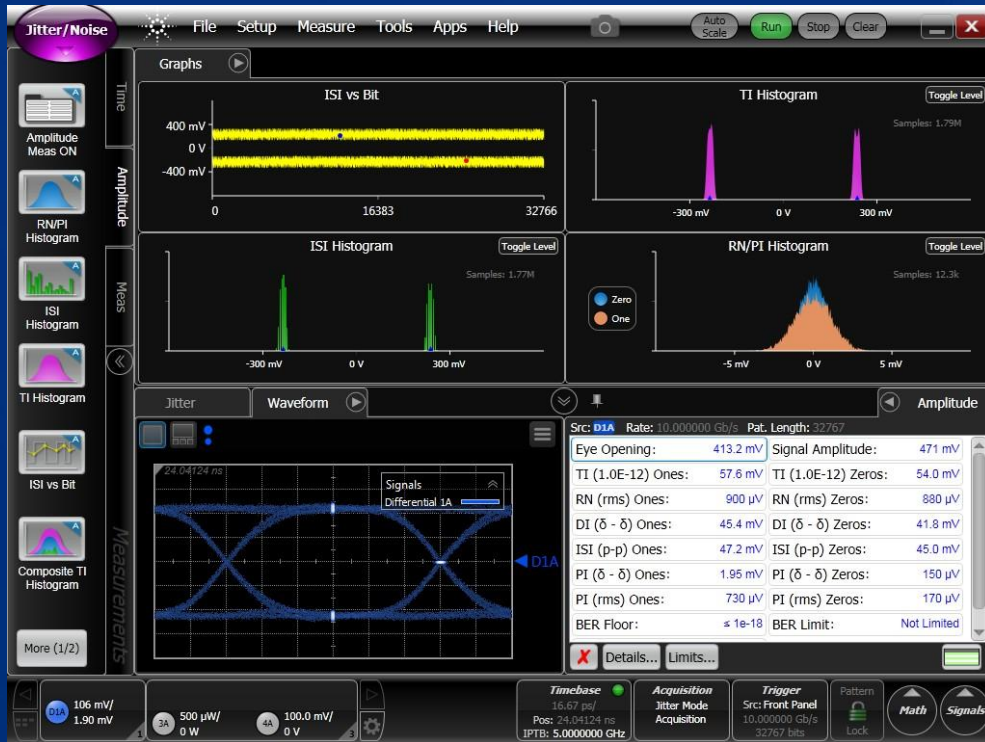 Jitter/Noise
File Setup Measure Tools Apps Help
Auto Scale
Run
Stop
Clear
X
Graphs
Amplitude Meas ON
RN/PI Histogram
ISI Histogram
TI Histogram
ISI vs Bit
Composite TI Histogram
More (1/2)
Time
Amplitude
Meas
Measurements
ISI vs Bit
400 mV
0 V
-400 mV
0 16383 32766
TI Histogram
Toggle Level
Samples: 1.79M
-300 mV 0 V 300 mV
ISI Histogram
Toggle Level
Samples: 1.77M
-300 mV 0 V 300 mV
RN/PI Histogram
Toggle Level
Samples: 12.3k
Zero
One
-5 mV 0 V 5 mV
Jitter
Waveform
Amplitude
24.04124 ns
Signals
Differential 1A
D1A
Src: D1A Rate: 10.000000 Gb/s Pat. Length: 32767
Eye Opening: 413.2 mV Signal Amplitude: 471 mV
TI (1.0E-12) Ones: 57.6 mV TI (1.0E-12) Zeros: 54.0 mV
RN (rms) Ones: 900 µV RN (rms) Zeros: 880 µV
DI (δ - δ) Ones: 45.4 mV DI (δ - δ) Zeros: 41.8 mV
ISI (p-p) Ones: 47.2 mV ISI (p-p) Zeros: 45.0 mV
PI (δ - δ) Ones: 1.95 mV PI (δ - δ) Zeros: 150 µV
PI (rms) Ones: 730 µV PI (rms) Zeros: 170 µV
BER Floor: ≤ 1e-18 BER Limit: Not Limited
Details... Limits...
D1A
106 mV/
1.90 mV
1
3A
500 µW/
0 W
4A
100.0 mV/
0 V
3
Timebase
16.67 ps/
Pos: 24.04124 ns
IPTB: 5.0000000 GHz
Acquisition
Jitter Mode
Acquisition
Trigger
Src: Front Panel
10.000000 Gb/s
32767 bits
Pattern
Lock
Math
Signals